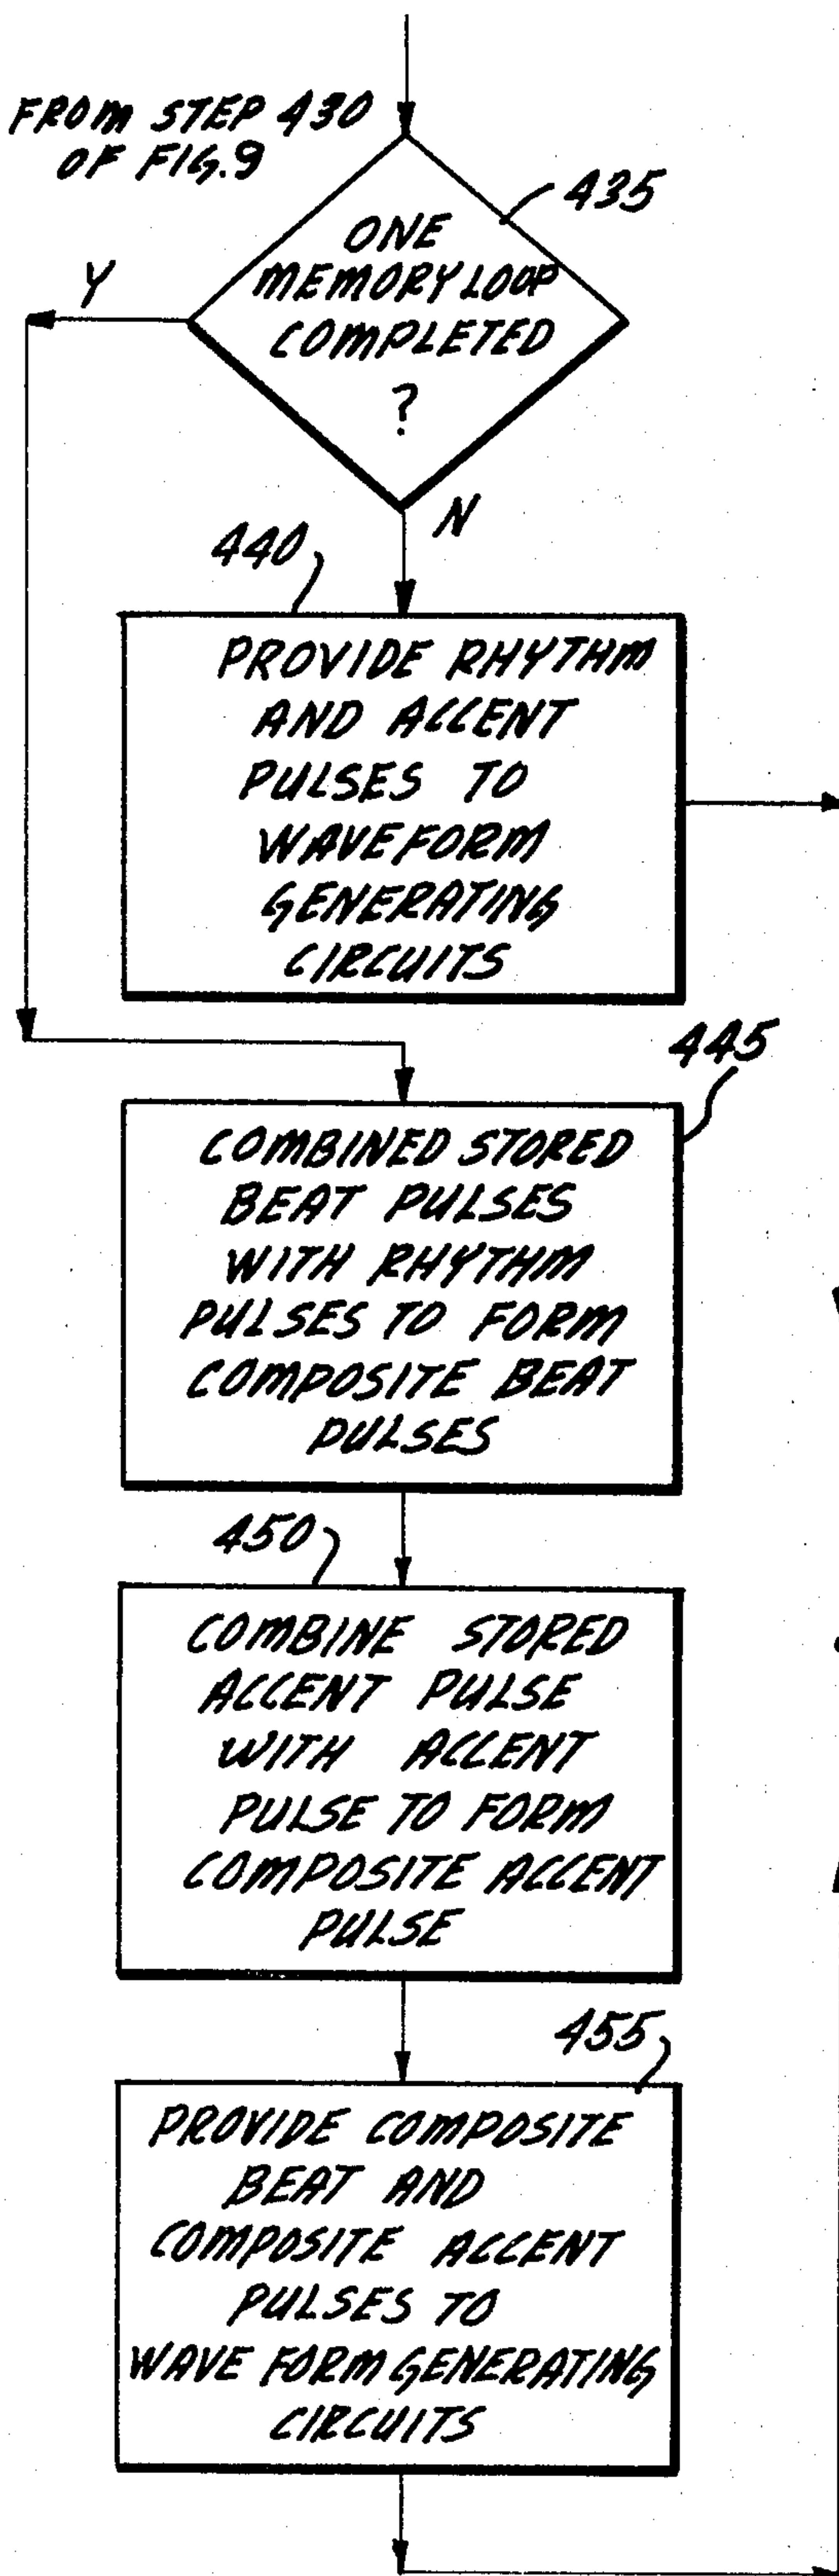 FROM STEP 430
OF FIG.9
435
ONE
MEMORY LOOP
COMPLETED
?
Y
N
440
PROVIDE RHYTHM
AND ACCENT
PULSES TO
WAVEFORM
GENERATING
CIRCUITS
445
COMBINED STORED
BEAT PULSES
WITH RHYTHM
PULSES TO FORM
COMPOSITE BEAT
PULSES
450
COMBINE STORED
ACCENT PULSE
WITH ACCENT
PULSE TO FORM
COMPOSITE ACCENT
PULSE
455
PROVIDE COMPOSITE
BEAT AND
COMPOSITE ACCENT
PULSES TO
WAVE FORM GENERATING
CIRCUITS